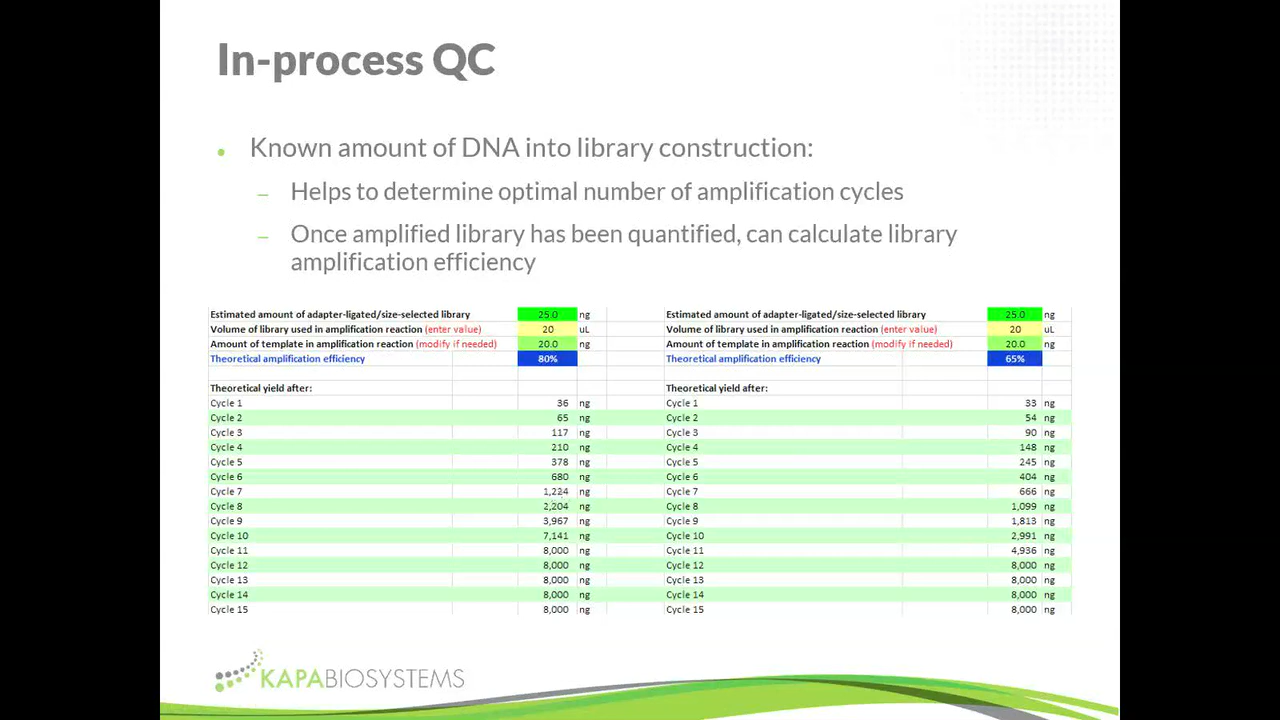 In-process QC
• Known amount of DNA into library construction:
– Helps to determine optimal number of amplification cycles
– Once amplified library has been quantified, can calculate library
amplification efficiency
Estimated amount of adapter-ligated/size-selected library 25.0 ng
Volume of library used in amplification reaction (enter value) 20 uL
Amount of template in amplification reaction (modify if needed) 20.0 ng
Theoretical amplification efficiency 80%
Theoretical yield after:
Cycle 1 36 ng
Cycle 2 65 ng
Cycle 3 117 ng
Cycle 4 210 ng
Cycle 5 378 ng
Cycle 6 680 ng
Cycle 7 1,224 ng
Cycle 8 2,204 ng
Cycle 9 3,967 ng
Cycle 10 7,141 ng
Cycle 11 8,000 ng
Cycle 12 8,000 ng
Cycle 13 8,000 ng
Cycle 14 8,000 ng
Cycle 15 8,000 ng
Estimated amount of adapter-ligated/size-selected library 25.0 ng
Volume of library used in amplification reaction (enter value) 20 uL
Amount of template in amplification reaction (modify if needed) 20.0 ng
Theoretical amplification efficiency 65%
Theoretical yield after:
Cycle 1 33 ng
Cycle 2 54 ng
Cycle 3 90 ng
Cycle 4 148 ng
Cycle 5 245 ng
Cycle 6 404 ng
Cycle 7 666 ng
Cycle 8 1,099 ng
Cycle 9 1,813 ng
Cycle 10 2,991 ng
Cycle 11 4,936 ng
Cycle 12 8,000 ng
Cycle 13 8,000 ng
Cycle 14 8,000 ng
Cycle 15 8,000 ng
KAPABIOSYSTEMS